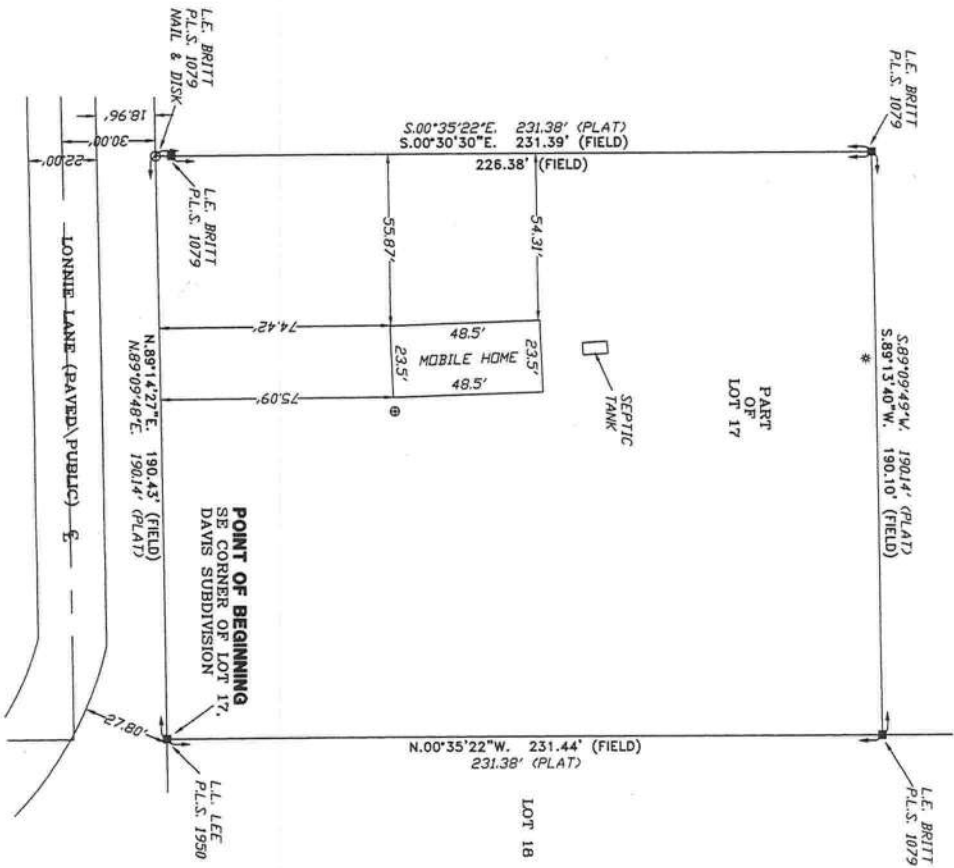 L.E. BRITT
P.L.S. 1079
L.E. BRITT
P.L.S. 1079
S.89°09'49"W. 190.14' (PLAT)
S.89°13'40"W. 190.10' (FIELD)
*
PART
OF
LOT 17
SEPTIC
TANK
S.00°35'22"E. 231.38' (PLAT)
S.00°30'30"E. 231.39' (FIELD)
226.38' (FIELD)
54.31'
55.87'
48.5'
23.5'
MOBILE HOME
23.5'
48.5'
74.42'
75.09'
L.E. BRITT
P.L.S. 1079
NAIL & DISK
L.E. BRITT
P.L.S. 1079
18.96'
30.00'
22.00'
N.89°14'27"E. 190.43' (FIELD)
N.89°09'48"E. 190.14' (PLAT)
LONNIE LANE (PAVED\PUBLIC) ℄
POINT OF BEGINNING
SE CORNER OF LOT 17,
DAVIS SUBDIVISION
27.80'
L.L. LEE
P.L.S. 1950
N.00°35'22"W. 231.44' (FIELD)
231.38' (PLAT)
LOT 18